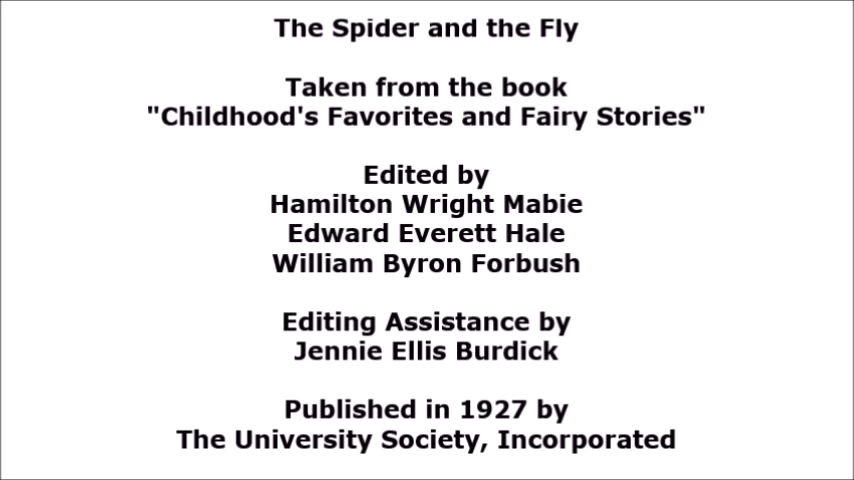 The Spider and the Fly
Taken from the book
"Childhood's Favorites and Fairy Stories"
Edited by
Hamilton Wright Mabie
Edward Everett Hale
William Byron Forbush
Editing Assistance by
Jennie Ellis Burdick
Published in 1927 by
The University Society, Incorporated